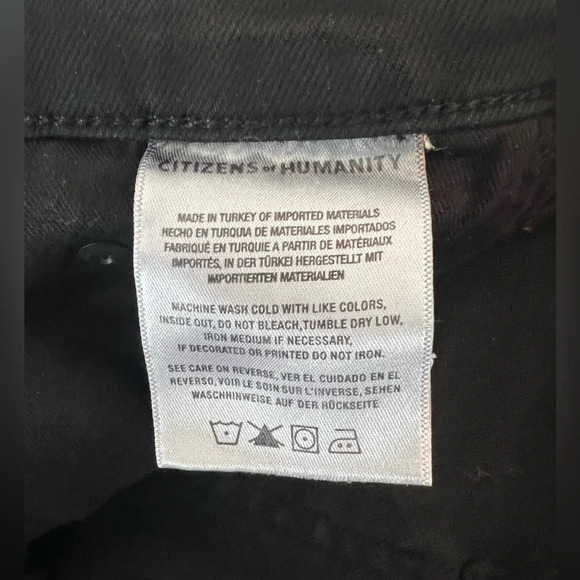 CITIZENS of HUMANITY
MADE IN TURKEY OF IMPORTED MATERIALS
HECHO EN TURQUIA DE MATERIALES IMPORTADOS
FABRIQUÉ EN TURQUIE A PARTIR DE MATÉRIAUX
IMPORTÉS, IN DER TÜRKEI HERGESTELLT MIT
IMPORTIERTEN MATERIALIEN
MACHINE WASH COLD WITH LIKE COLORS,
INSIDE OUT, DO NOT BLEACH,TUMBLE DRY LOW,
IRON MEDIUM IF NECESSARY,
IF DECORATED OR PRINTED DO NOT IRON.
SEE CARE ON REVERSE, VER EL CUIDADO EN EL
REVERSO, VOIR LE SOIN SUR L'INVERSE, SEHEN
WASCHHINWEISE AUF DER RÜCKSEITE